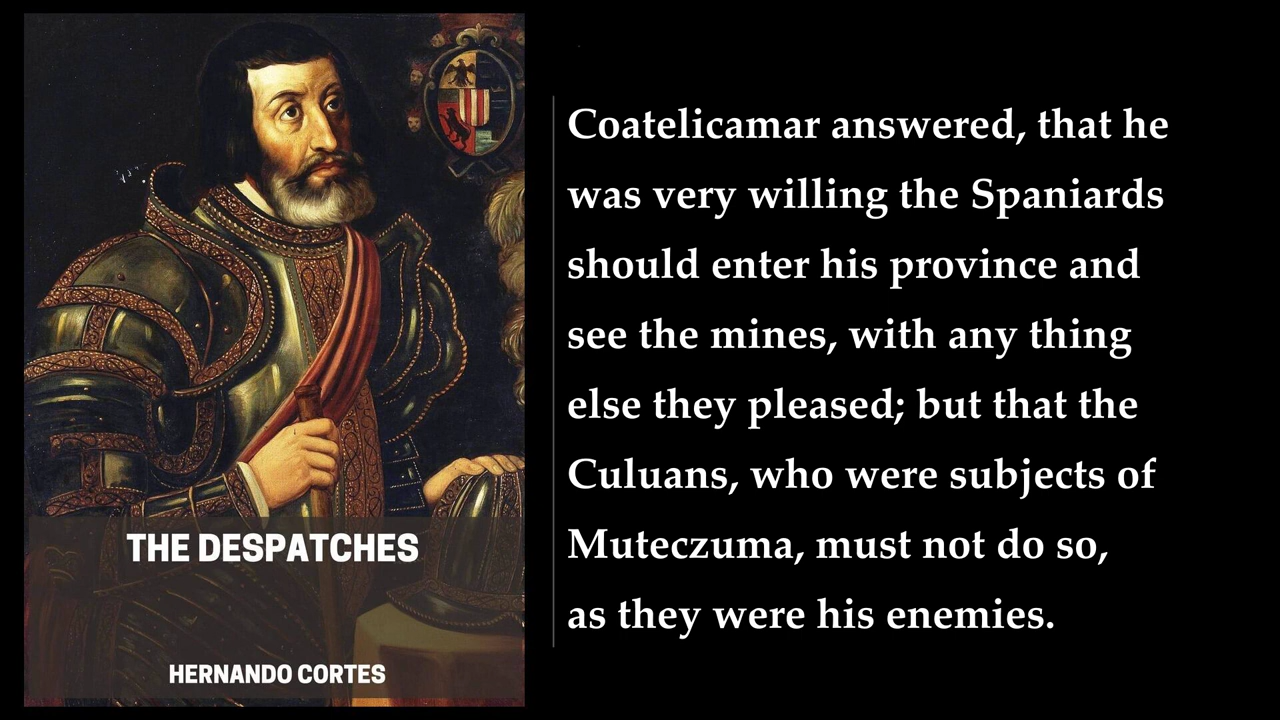 THE DESPATCHES
HERNANDO CORTES
Coatelicamar answered, that he
was very willing the Spaniards
should enter his province and
see the mines, with any thing
else they pleased; but that the
Culuans, who were subjects of
Muteczuma, must not do so,
as they were his enemies.